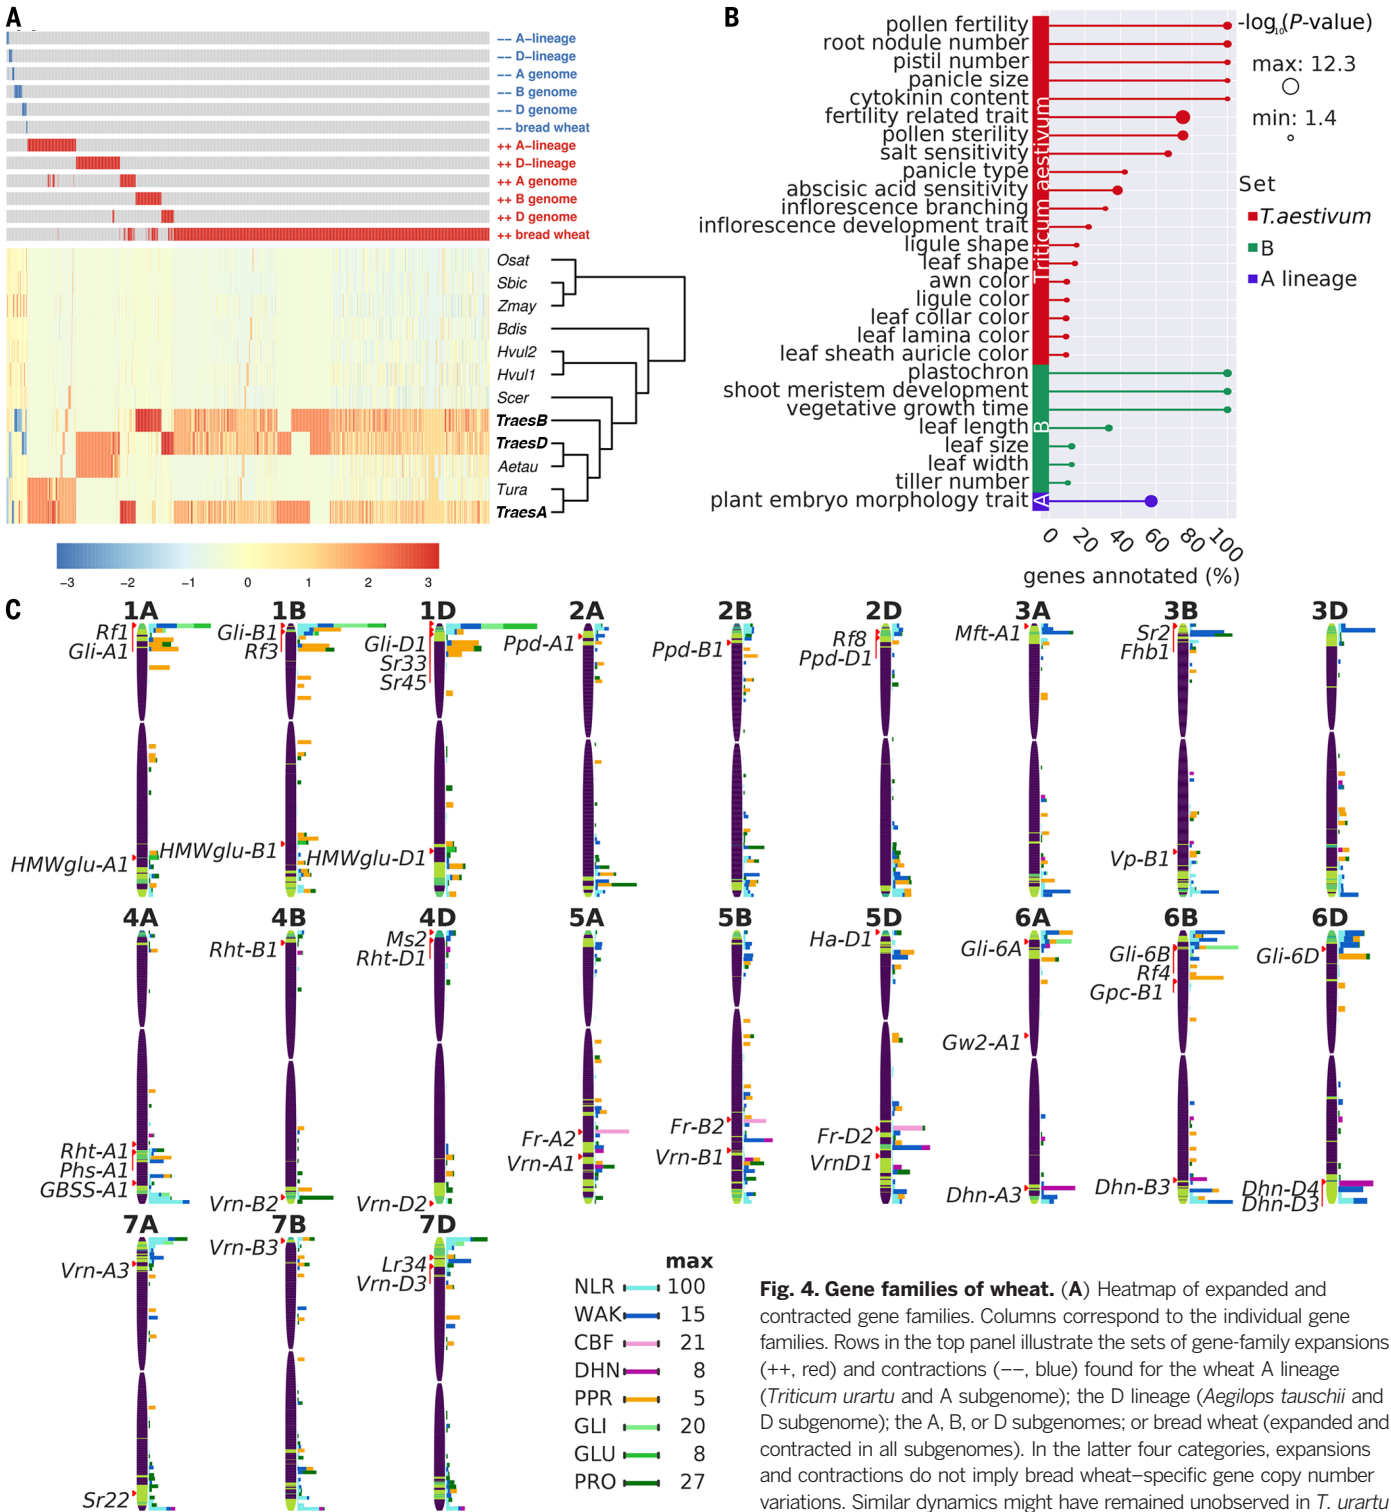 A
−− A−lineage
−− D−lineage
−− A genome
−− B genome
−− D genome
−− bread wheat
++ A−lineage
++ D−lineage
++ A genome
++ B genome
++ D genome
++ bread wheat
Osat
Sbic
Zmay
Bdis
Hvul2
Hvul1
Scer
TraesB
TraesD
Aetau
Tura
TraesA
−3 −2 −1 0 1 2 3
B
pollen fertility
root nodule number
pistil number
panicle size
cytokinin content
fertility related trait
pollen sterility
salt sensitivity
panicle type
abscisic acid sensitivity
inflorescence branching
inflorescence development trait
ligule shape
leaf shape
awn color
ligule color
leaf collar color
leaf lamina color
leaf sheath auricle color
plastochron
shoot meristem development
vegetative growth time
leaf length
leaf size
leaf width
tiller number
plant embryo morphology trait
Triticum aestivum
B
A
0 20 40 60 80 100
genes annotated (%)
-log10(P-value)
max: 12.3
min: 1.4
Set
T.aestivum
B
A lineage
C
1A 1B 1D 2A 2B 2D 3A 3B 3D
Rf1
Gli-A1
HMWglu-A1
Gli-B1
Rf3
HMWglu-B1
Gli-D1
Sr33
Sr45
HMWglu-D1
Ppd-A1
Ppd-B1
Rf8
Ppd-D1
Mft-A1
Sr2
Fhb1
Vp-B1
4A 4B 4D 5A 5B 5D 6A 6B 6D
Rht-A1
Phs-A1
GBSS-A1
Rht-B1
Vrn-B2
Ms2
Rht-D1
Vrn-D2
Fr-A2
Vrn-A1
Fr-B2
Vrn-B1
Ha-D1
Fr-D2
VrnD1
Gli-6A
Gw2-A1
Dhn-A3
Gli-6B
Rf4
Gpc-B1
Dhn-B3
Gli-6D
Dhn-D4
Dhn-D3
7A 7B 7D
Vrn-A3
Sr22
Vrn-B3
Lr34
Vrn-D3
max
NLR 100
WAK 15
CBF 21
DHN 8
PPR 5
GLI 20
GLU 8
PRO 27
Fig. 4. Gene families of wheat. (A) Heatmap of expanded and
contracted gene families. Columns correspond to the individual gene
families. Rows in the top panel illustrate the sets of gene-family expansions
(++, red) and contractions (−−, blue) found for the wheat A lineage
(Triticum urartu and A subgenome); the D lineage (Aegilops tauschii and
D subgenome); the A, B, or D subgenomes; or bread wheat (expanded and
contracted in all subgenomes). In the latter four categories, expansions
and contractions do not imply bread wheat–specific gene copy number
variations. Similar dynamics might have remained unobserved in T. urartu